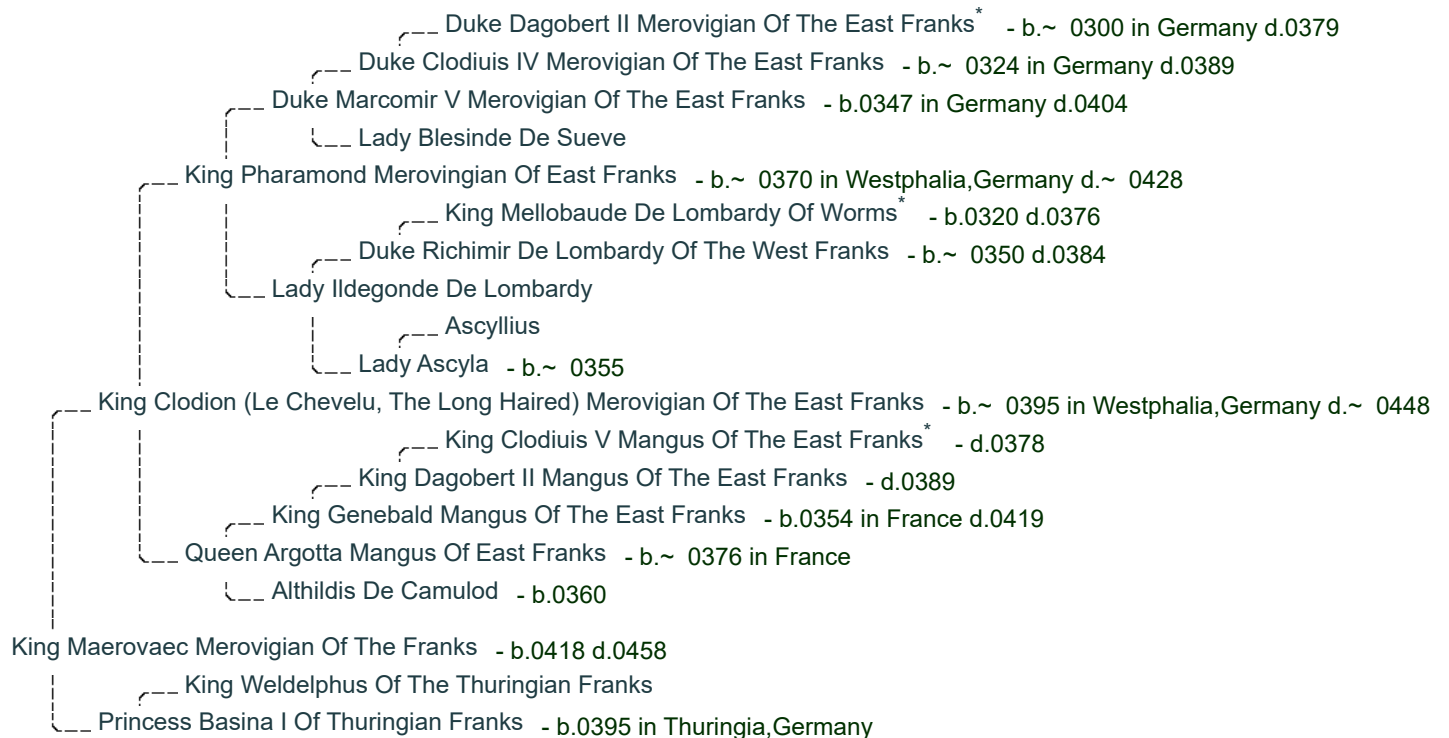 Duke Dagobert II Merovigian Of The East Franks* - b.~ 0300 in Germany d.0379
Duke Clodiuis IV Merovigian Of The East Franks - b.~ 0324 in Germany d.0389
Duke Marcomir V Merovigian Of The East Franks - b.0347 in Germany d.0404
Lady Blesinde De Sueve
King Pharamond Merovingian Of East Franks - b.~ 0370 in Westphalia,Germany d.~ 0428
King Mellobaude De Lombardy Of Worms* - b.0320 d.0376
Duke Richimir De Lombardy Of The West Franks - b.~ 0350 d.0384
Lady Ildegonde De Lombardy
Ascyllius
Lady Ascyla - b.~ 0355
King Clodion (Le Chevelu, The Long Haired) Merovigian Of The East Franks - b.~ 0395 in Westphalia,Germany d.~ 0448
King Clodiuis V Mangus Of The East Franks* - d.0378
King Dagobert II Mangus Of The East Franks - d.0389
King Genebald Mangus Of The East Franks - b.0354 in France d.0419
Queen Argotta Mangus Of East Franks - b.~ 0376 in France
Althildis De Camulod - b.0360
King Maerovaec Merovigian Of The Franks - b.0418 d.0458
King Weldelphus Of The Thuringian Franks
Princess Basina I Of Thuringian Franks - b.0395 in Thuringia,Germany